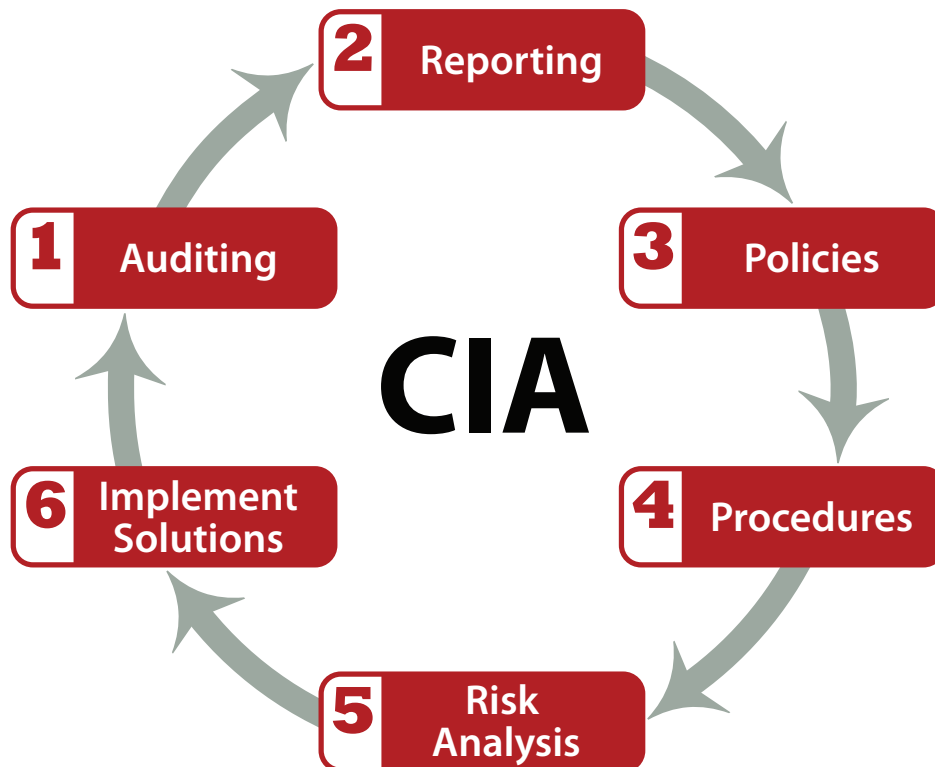 2 Reporting
1 Auditing
3 Policies
CIA
6 Implement
Solutions
4 Procedures
5 Risk
Analysis